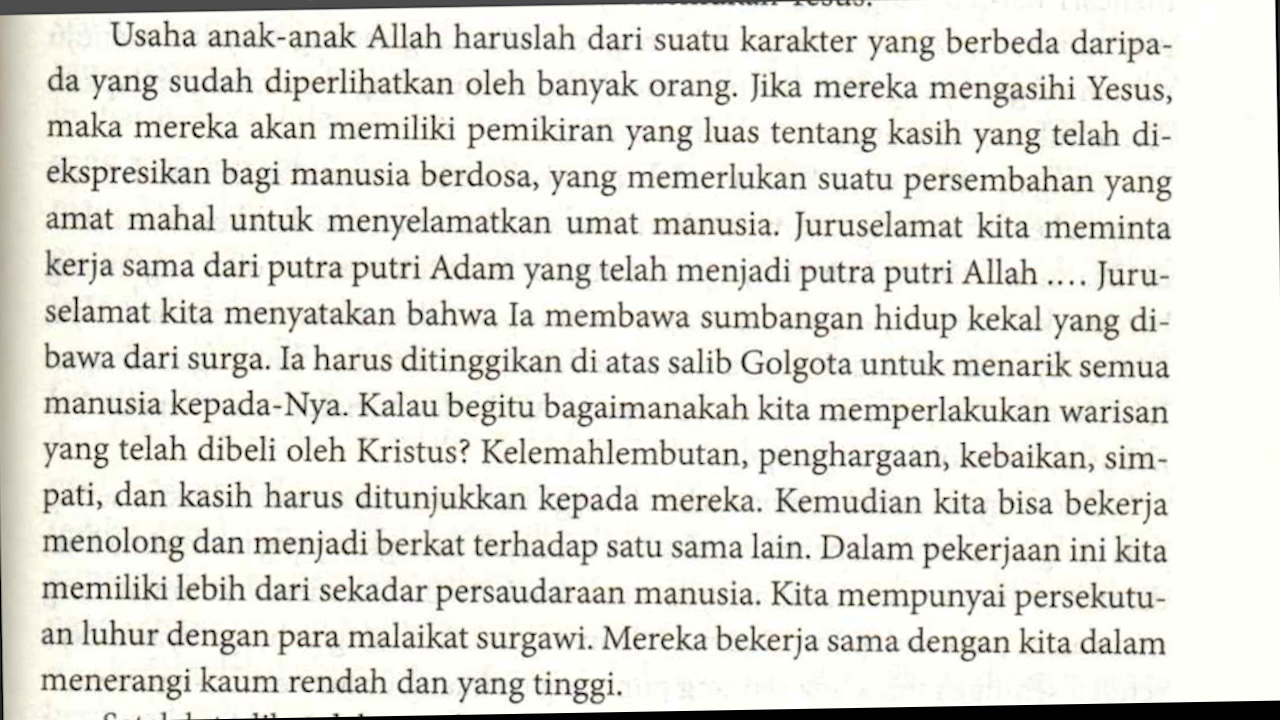 Yesus.
Usaha anak-anak Allah haruslah dari suatu karakter yang berbeda daripa-
da yang sudah diperlihatkan oleh banyak orang. Jika mereka mengasihi Yesus,
maka mereka akan memiliki pemikiran yang luas tentang kasih yang telah di-
ekspresikan bagi manusia berdosa, yang memerlukan suatu persembahan yang
amat mahal untuk menyelamatkan umat manusia. Juruselamat kita meminta
kerja sama dari putra putri Adam yang telah menjadi putra putri Allah .... Juru-
selamat kita menyatakan bahwa Ia membawa sumbangan hidup kekal yang di-
bawa dari surga. Ia harus ditinggikan di atas salib Golgota untuk menarik semua
manusia kepada-Nya. Kalau begitu bagaimanakah kita memperlakukan warisan
yang telah dibeli oleh Kristus? Kelemahlembutan, penghargaan, kebaikan, sim-
pati, dan kasih harus ditunjukkan kepada mereka. Kemudian kita bisa bekerja
menolong dan menjadi berkat terhadap satu sama lain. Dalam pekerjaan ini kita
memiliki lebih dari sekadar persaudaraan manusia. Kita mempunyai persekutu-
an luhur dengan para malaikat surgawi. Mereka bekerja sama dengan kita dalam
menerangi kaum rendah dan yang tinggi.